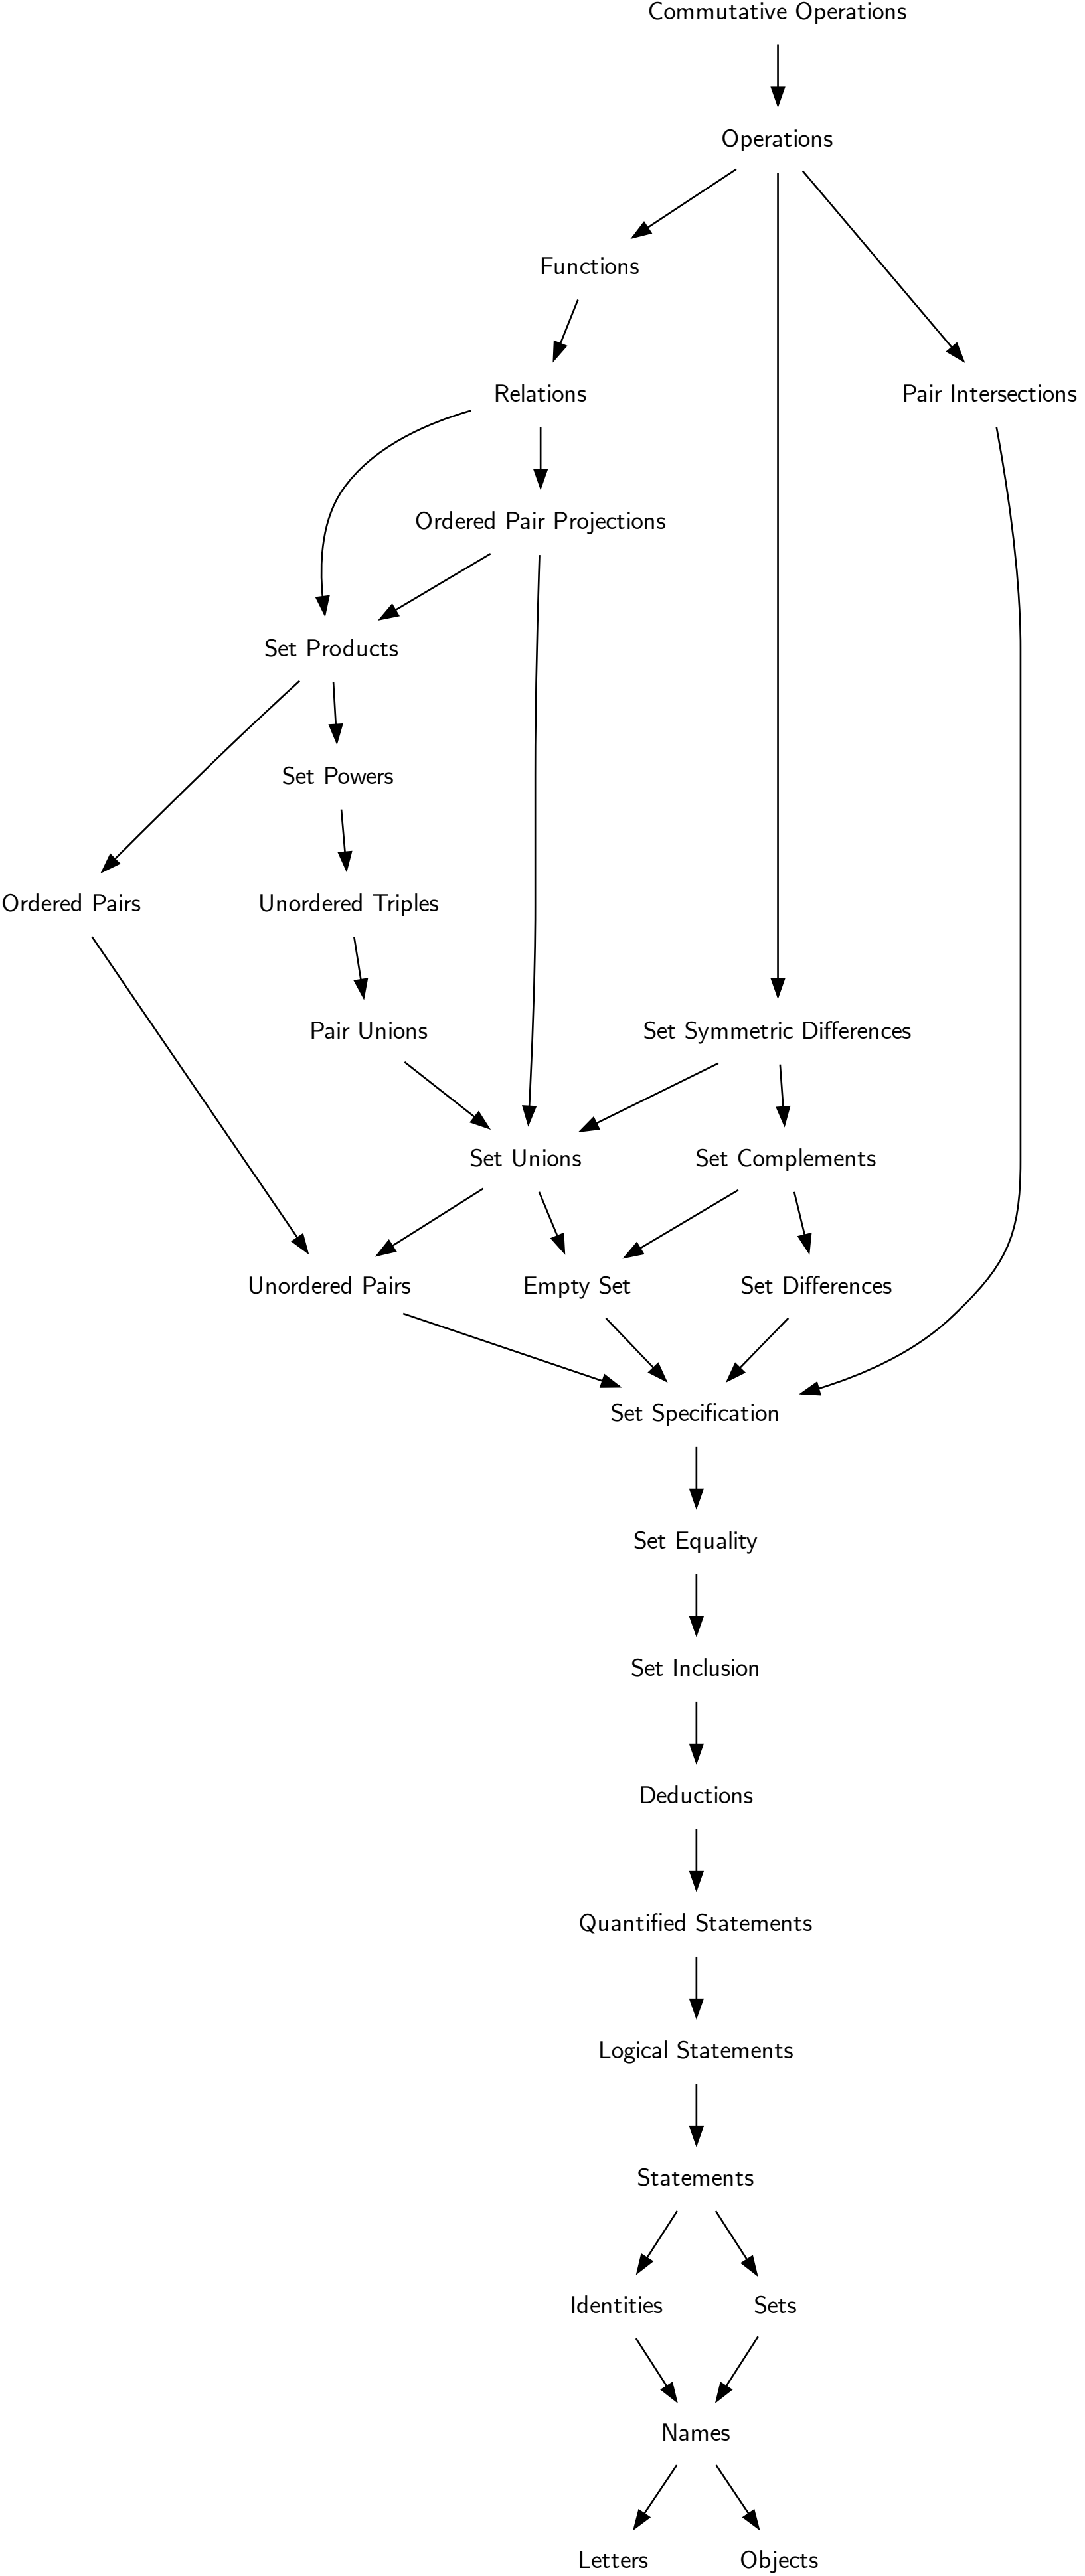 Commutative Operations
Operations
Functions
Relations
Pair Intersections
Ordered Pair Projections
Set Products
Set Powers
Ordered Pairs
Unordered Triples
Pair Unions
Set Symmetric Differences
Set Unions
Set Complements
Unordered Pairs
Empty Set
Set Differences
Set Specification
Set Equality
Set Inclusion
Deductions
Quantified Statements
Logical Statements
Statements
Identities
Sets
Names
Letters
Objects